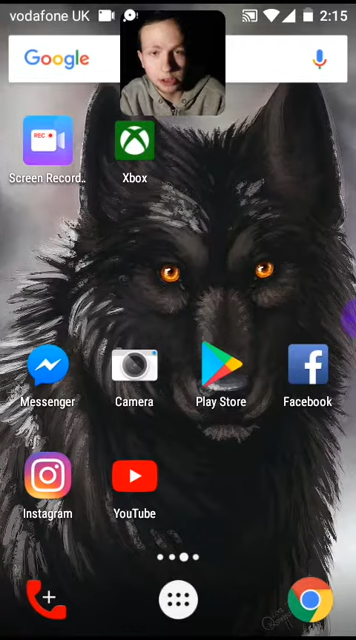 vodafone UK 2:15
Google
REC
Screen Record..
Xbox
Messenger
Camera
Play Store
Facebook
Instagram
YouTube